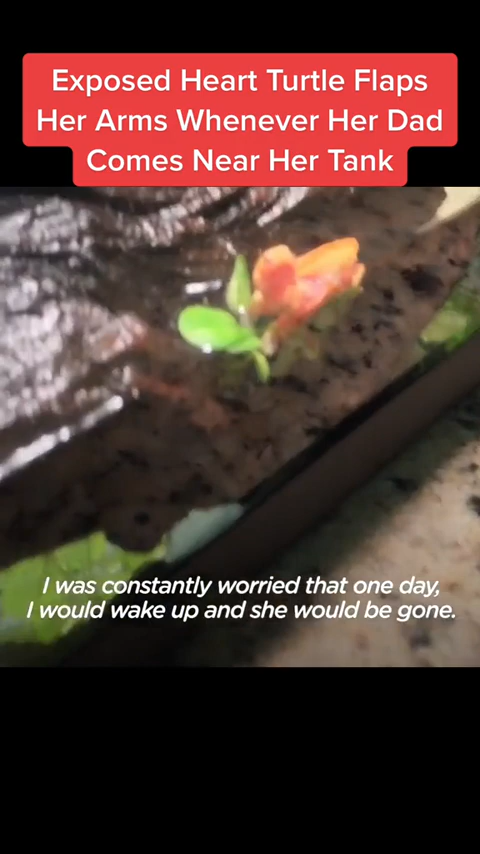 Exposed Heart Turtle Flaps
Her Arms Whenever Her Dad
Comes Near Her Tank
I was constantly worried that one day,
I would wake up and she would be gone.